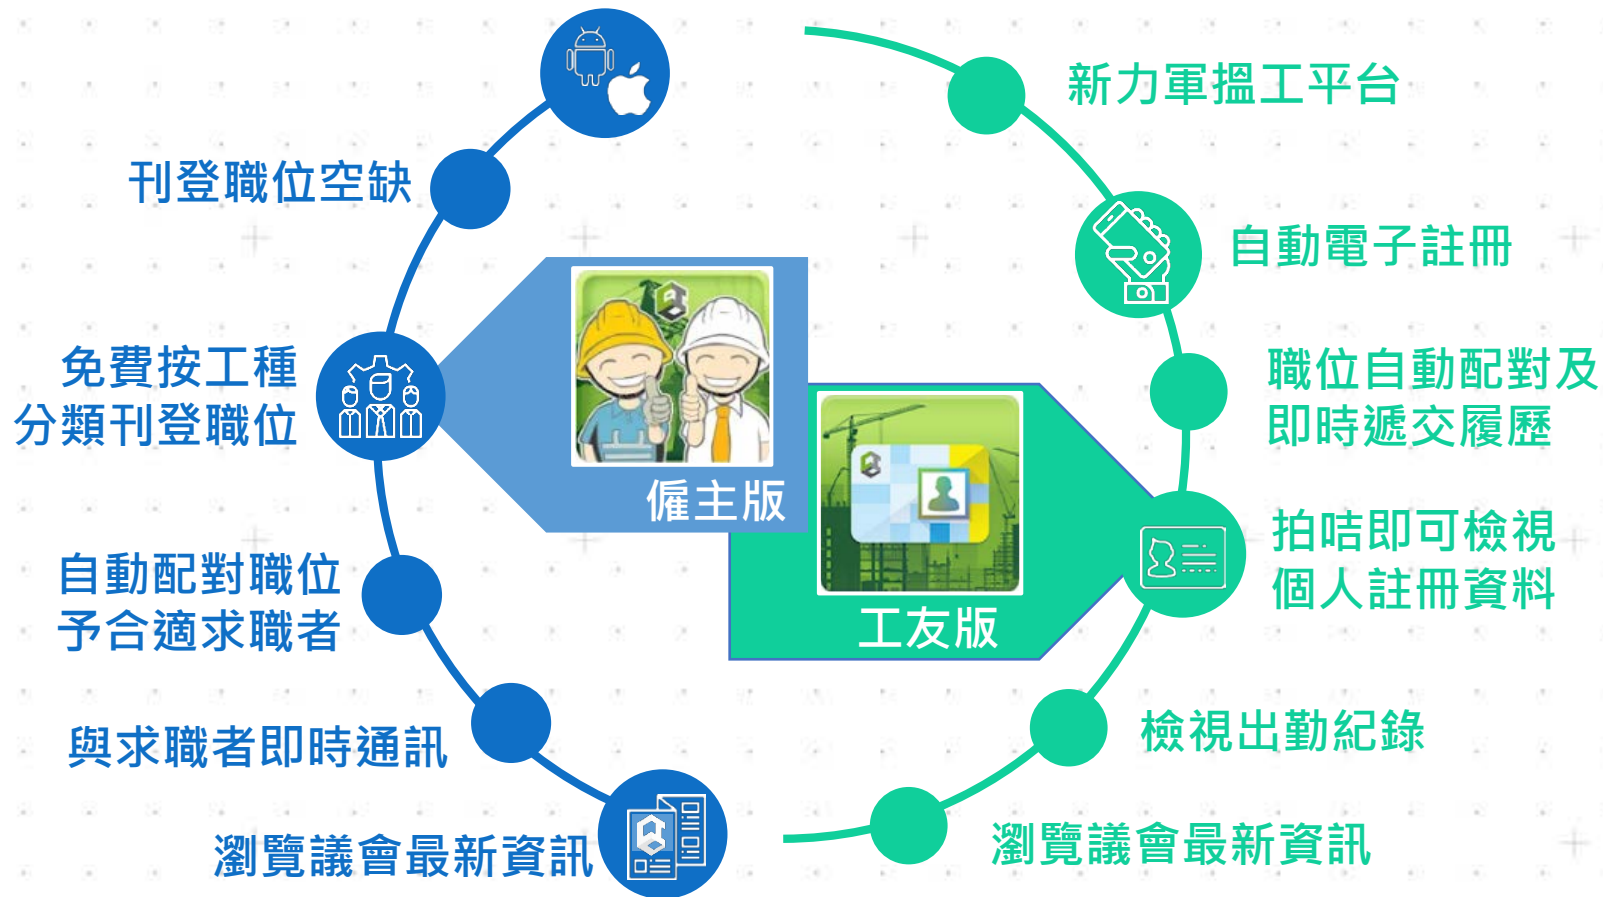 刊登職位空缺
免費按工種
分類刊登職位
自動配對職位
予合適求職者
與求職者即時通訊
瀏覽議會最新資訊
僱主版
工友版
新力軍搵工平台
自動電子註冊
職位自動配對及
即時遞交履歷
拍咭即可檢視
個人註冊資料
檢視出勤紀錄
瀏覽議會最新資訊